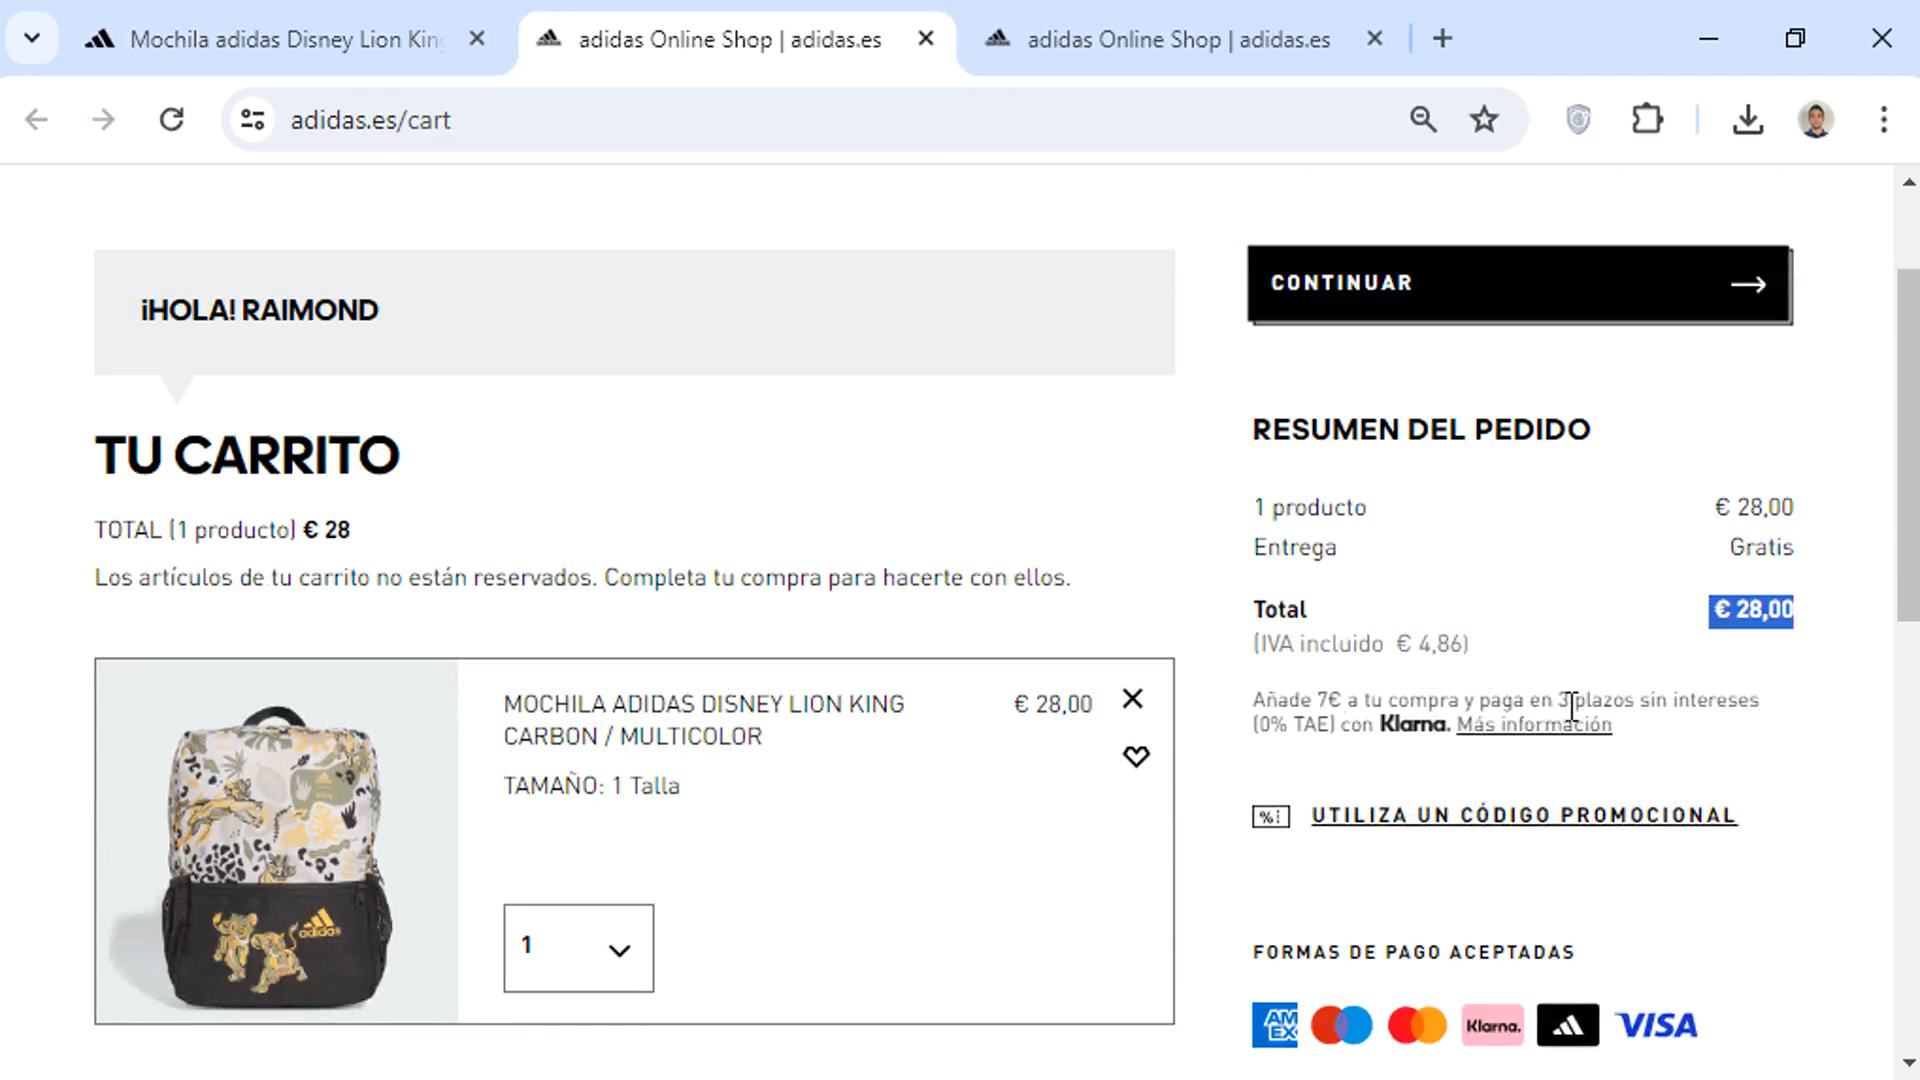 Mochila adidas Disney Lion King
adidas Online Shop | adidas.es
adidas Online Shop | adidas.es
adidas.es/cart
¡HOLA! RAIMOND
CONTINUAR
TU CARRITO
TOTAL (1 producto) € 28
Los artículos de tu carrito no están reservados. Completa tu compra para hacerte con ellos.
MOCHILA ADIDAS DISNEY LION KING
CARBON / MULTICOLOR
€ 28,00
TAMAÑO: 1 Talla
1
adidas
RESUMEN DEL PEDIDO
1 producto € 28,00
Entrega Gratis
Total € 28,00
(IVA incluido € 4,86)
Añade 7€ a tu compra y paga en 3 plazos sin intereses
(0% TAE) con Klarna. Más información
UTILIZA UN CÓDIGO PROMOCIONAL
FORMAS DE PAGO ACEPTADAS
AM EX Klarna. VISA